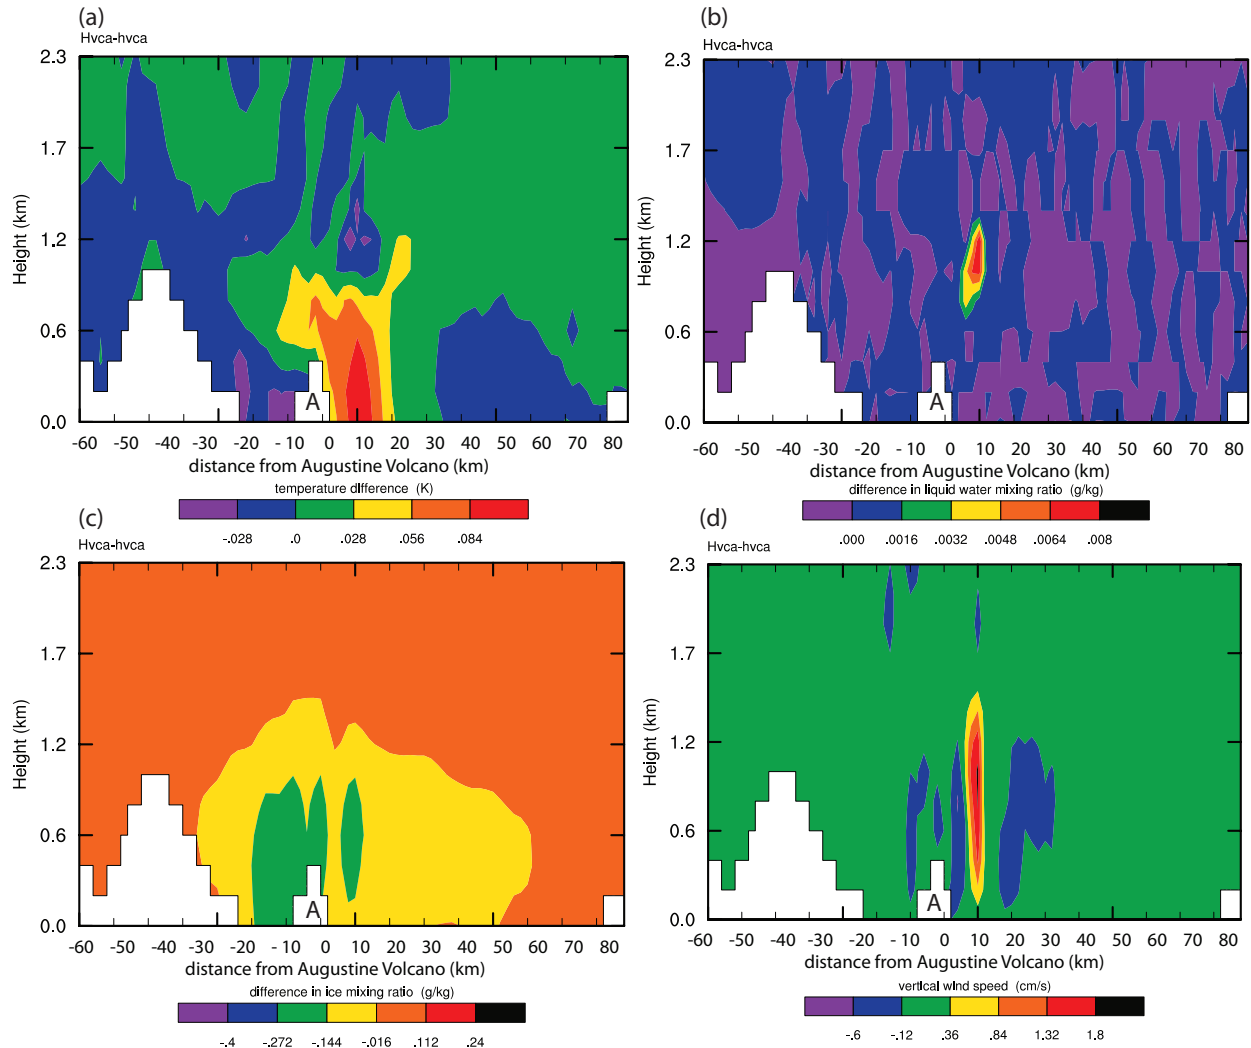 (a)
Hvca-hvca
2.3
1.7
1.2
0.6
0.0
Height (km)
A
-60 -50 -40 -30 -20 -10 0 10 20 30 40 50 60 70 80
distance from Augustine Volcano (km)
temperature difference (K)
-.028 .0 .028 .056 .084
(b)
Hvca-hvca
2.3
1.7
1.2
0.6
0.0
Height (km)
A
-60 -50 -40 -30 -20 -10 0 10 20 30 40 50 60 70 80
distance from Augustine Volcano (km)
difference in liquid water mixing ratio (g/kg)
.000 .0016 .0032 .0048 .0064 .008
(c)
Hvca-hvca
2.3
1.7
1.2
0.6
0.0
Height (km)
A
-60 -50 -40 -30 -20 -10 0 10 20 30 40 50 60 70 80
distance from Augustine Volcano (km)
difference in ice mixing ratio (g/kg)
-.4 -.272 -.144 -.016 .112 .24
(d)
Hvca-hvca
2.3
1.7
1.2
0.6
0.0
Height (km)
A
-60 -50 -40 -30 -20 -10 0 10 20 30 40 50 60 70 80
distance from Augustine Volcano (km)
vertical wind speed (cm/s)
-.6 -.12 .36 .84 1.32 1.8